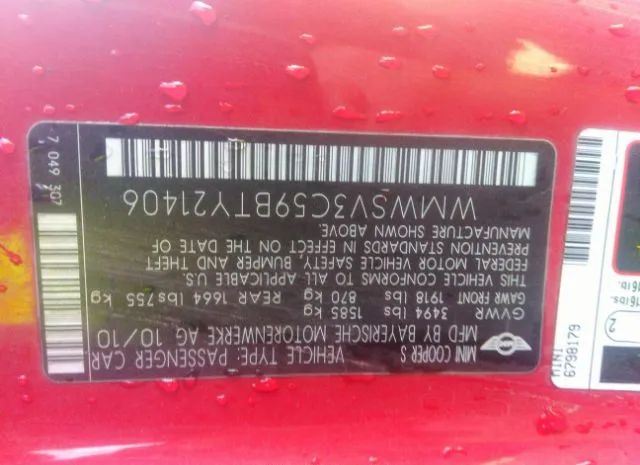 MINI COOPER S
VEHICLE TYPE: PASSENGER CAR
MFD BY BAYERISCHE MOTORENWERKE AG 10/10
GVWR 3494 lbs 1585 kg
GAWR FRONT 1918 lbs 870 kg REAR 1664 lbs 755 kg
THIS VEHICLE CONFORMS TO ALL APPLICABLE U.S.
FEDERAL MOTOR VEHICLE SAFETY, BUMPER AND THEFT
PREVENTION STANDARDS IN EFFECT ON THE DATE OF
MANUFACTURE SHOWN ABOVE.
WMWSV3C59BTY21406
7 049 307
MINI
6798179
2